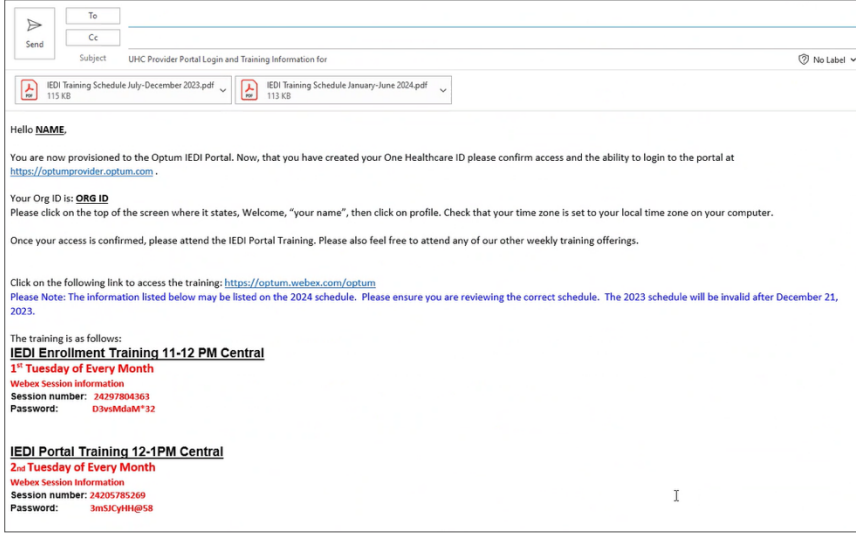 To
Cc
Send
Subject UHC Provider Portal Login and Training Information for
No Label
IEDI Training Schedule July-December 2023.pdf
115 KB
IEDI Training Schedule January-June 2024.pdf
113 KB
Hello NAME,
You are now provisioned to the Optum IEDI Portal. Now, that you have created your One Healthcare ID please confirm access and the ability to login to the portal at
https://optumprovider.optum.com .
Your Org ID is: ORG ID
Please click on the top of the screen where it states, Welcome, “your name”, then click on profile. Check that your time zone is set to your local time zone on your computer.
Once your access is confirmed, please attend the IEDI Portal Training. Please also feel free to attend any of our other weekly training offerings.
Click on the following link to access the training: https://optum.webex.com/optum
Please Note: The information listed below may be listed on the 2024 schedule. Please ensure you are reviewing the correct schedule. The 2023 schedule will be invalid after December 21,
2023.
The training is as follows:
IEDI Enrollment Training 11-12 PM Central
1st Tuesday of Every Month
Webex Session information
Session number: 24297804363
Password: D3vsMdaM*32
IEDI Portal Training 12-1PM Central
2nd Tuesday of Every Month
Webex Session Information
Session number: 24205785269
Password: 3mSJCyHH@58